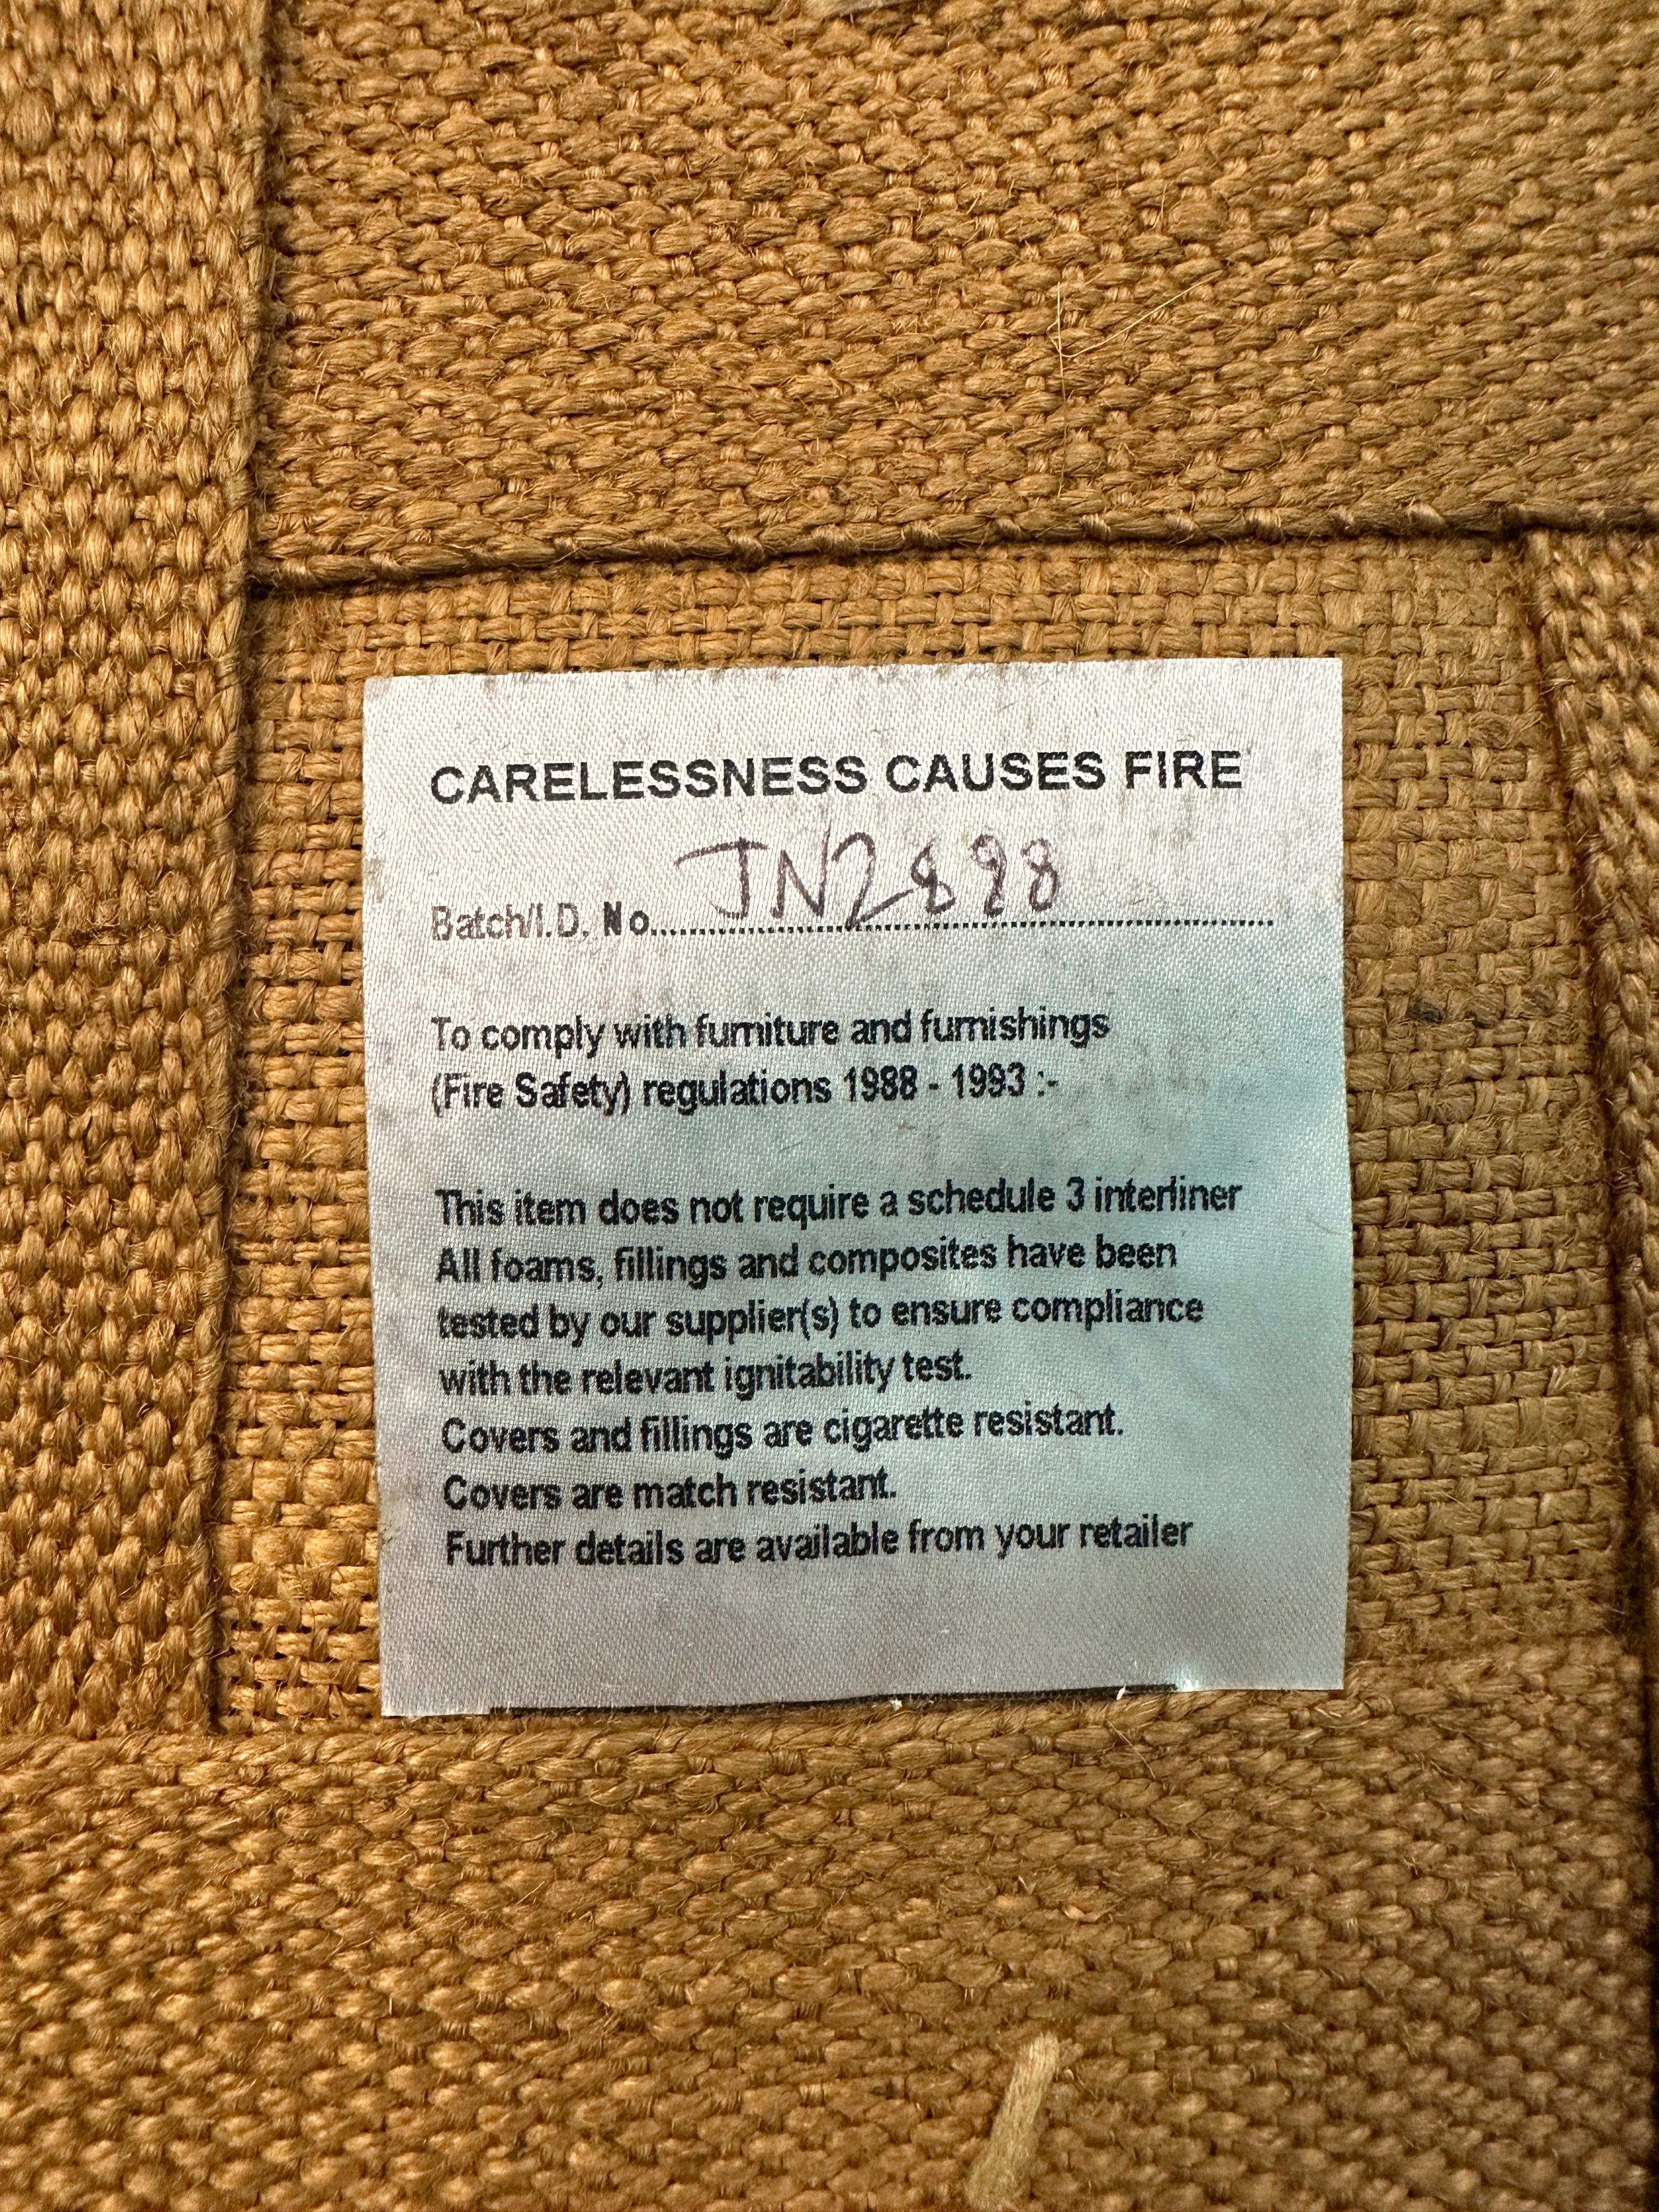 CARELESSNESS CAUSES FIRE
Batch/I.D. No. JN2898
To comply with furniture and furnishings
(Fire Safety) regulations 1988 - 1993 :-
This item does not require a schedule 3 interliner
All foams, fillings and composites have been
tested by our supplier(s) to ensure compliance
with the relevant ignitability test.
Covers and fillings are cigarette resistant.
Covers are match resistant.
Further details are available from your retailer